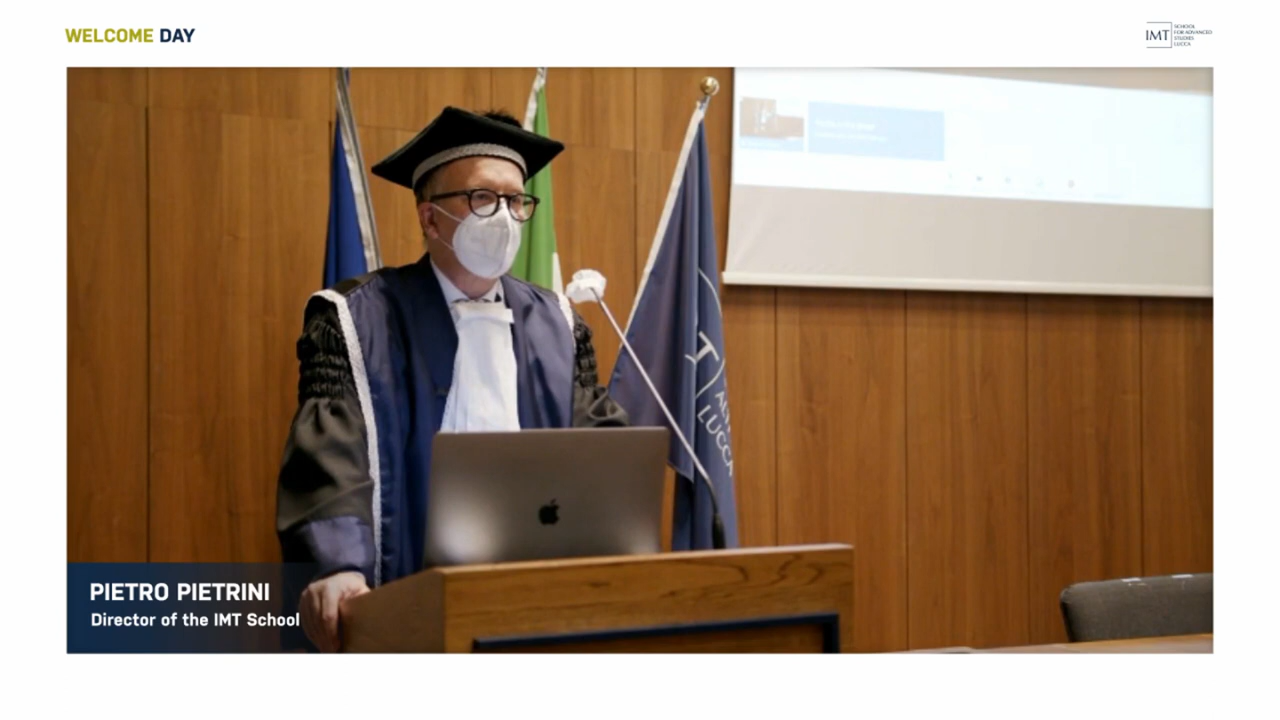 WELCOME DAY
IMT
SCHOOL
FOR ADVANCED
STUDIES
LUCCA
LUCCA
PIETRO PIETRINI
Director of the IMT School